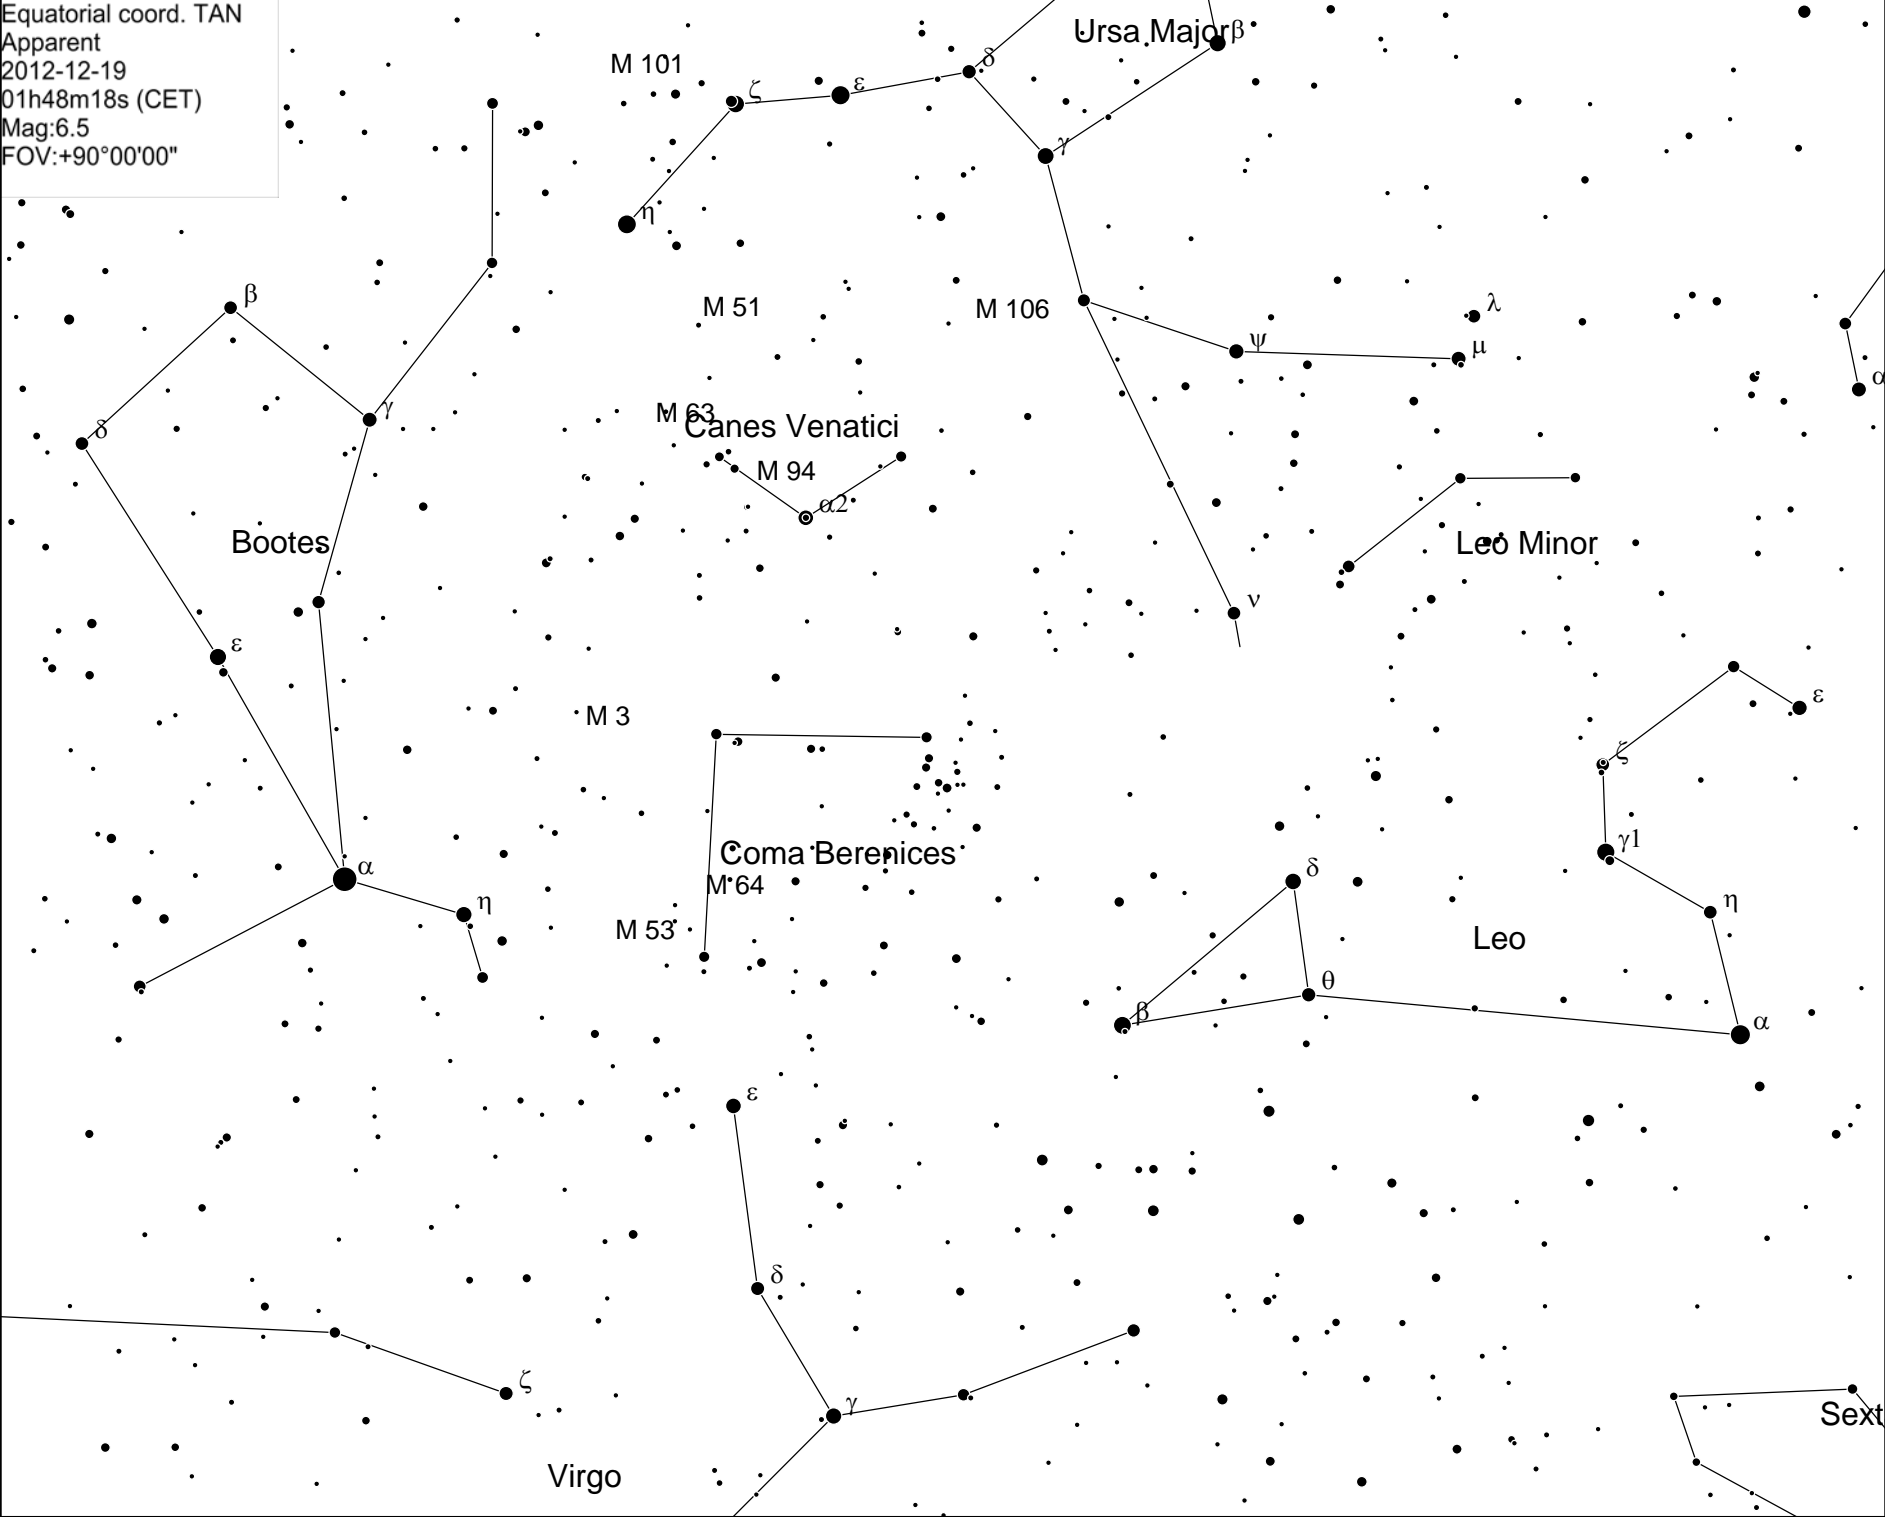 Equatorial coord. TAN
Apparent
2012-12-19
01h48m18s (CET)
Mag:6.5
FOV:+90°00'00"
Ursa Major
β
δ
M 101
ζ
ε
γ
η
β
M 51
M 106
λ
ψ
μ
α
γ
M 63
Canes Venatici
δ
M 94
α2
Bootes
Leo Minor
ν
ε
ε
M 3
ζ
γ1
Coma Berenices
α
δ
M 64
η
η
M 53
Leo
θ
β
α
ε
δ
ζ
γ
Sext
Virgo